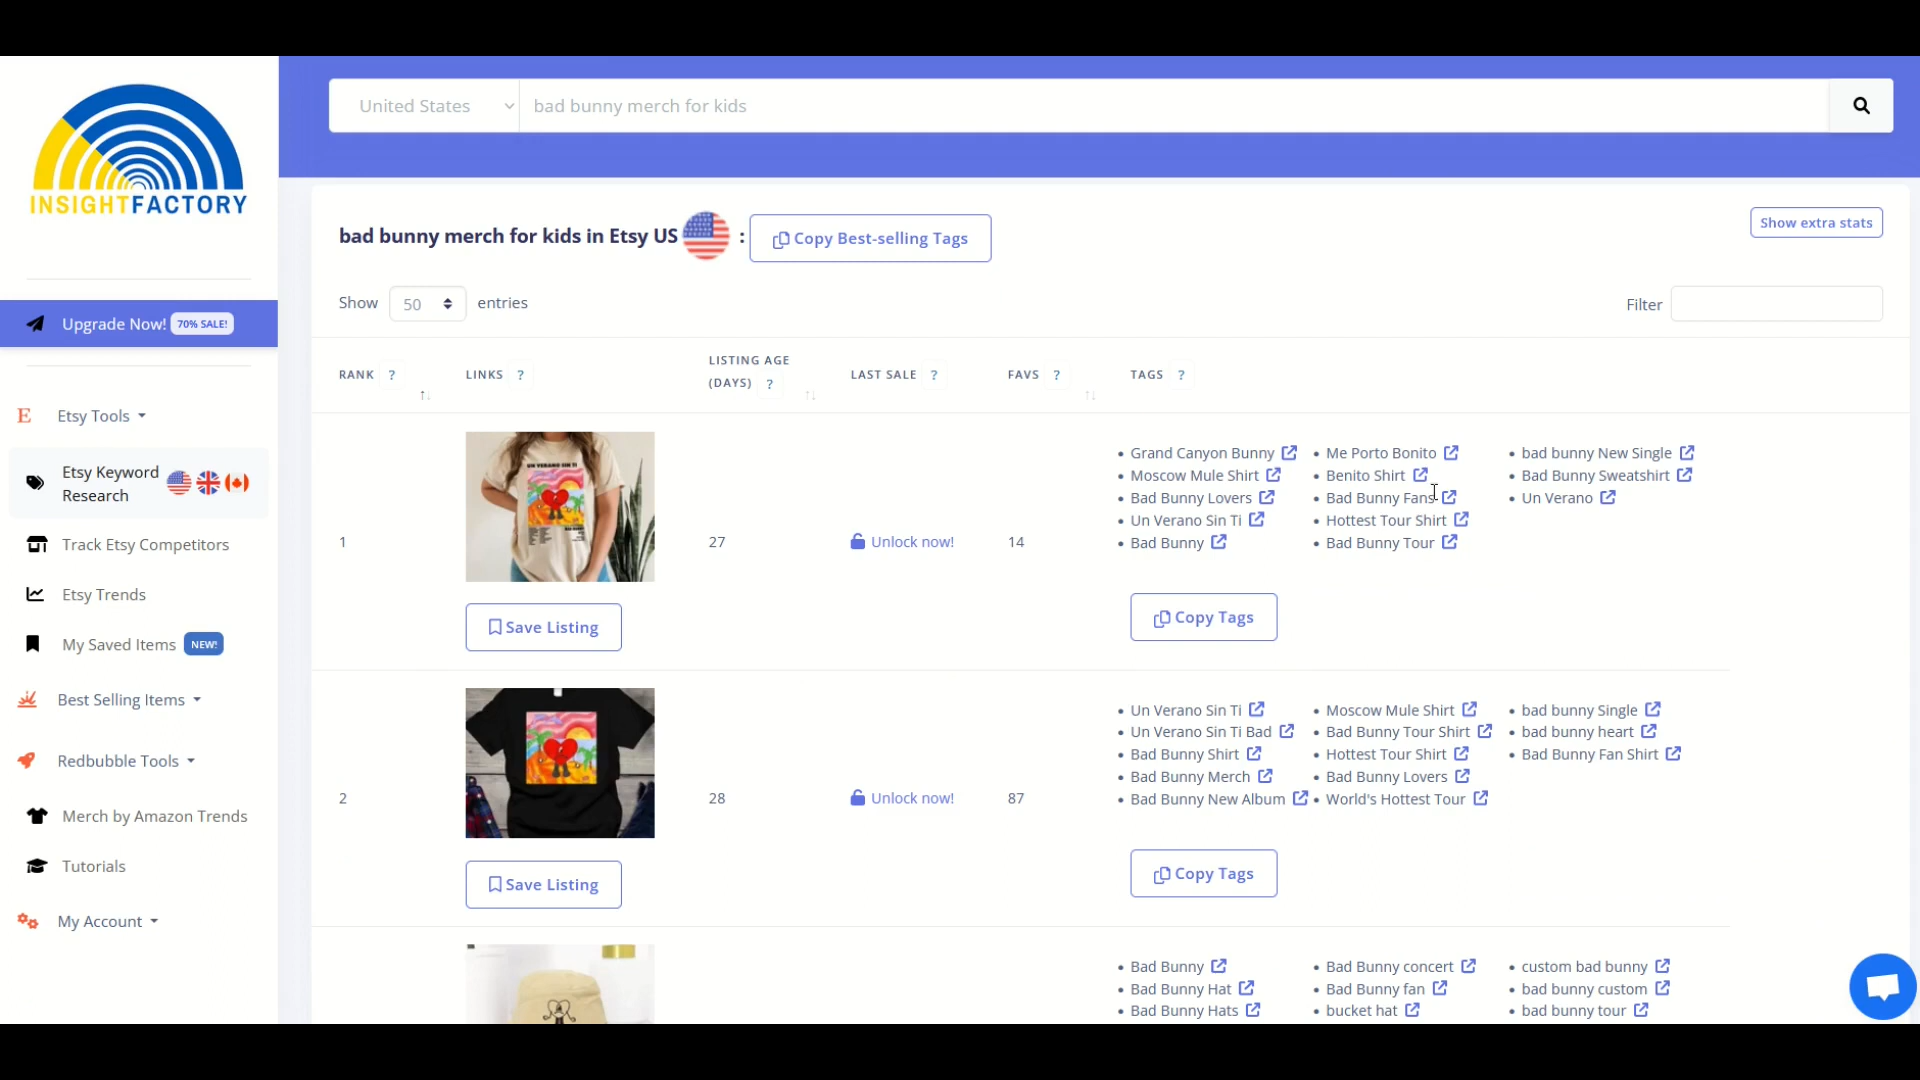 United States
bad bunny merch for kids
INSIGHTFACTORY
bad bunny merch for kids in Etsy US :
Copy Best-selling Tags
Show extra stats
Show 50 entries
Filter
Upgrade Now! 70% SALE!
RANK ?
LINKS ?
LISTING AGE
(DAYS) ?
LAST SALE ?
FAVS ?
TAGS ?
Etsy Tools
Etsy Keyword
Research
Track Etsy Competitors
Etsy Trends
My Saved Items NEW!
Best Selling Items
Redbubble Tools
Merch by Amazon Trends
Tutorials
My Account
1
UN VERANO SIN TI
Save Listing
27
Unlock now!
14
Grand Canyon Bunny
Moscow Mule Shirt
Bad Bunny Lovers
Un Verano Sin Ti
Bad Bunny
Me Porto Bonito
Benito Shirt
Bad Bunny Fans
Hottest Tour Shirt
Bad Bunny Tour
bad bunny New Single
Bad Bunny Sweatshirt
Un Verano
Copy Tags
2
Save Listing
28
Unlock now!
87
Un Verano Sin Ti
Un Verano Sin Ti Bad
Bad Bunny Shirt
Bad Bunny Merch
Bad Bunny New Album
Moscow Mule Shirt
Bad Bunny Tour Shirt
Hottest Tour Shirt
Bad Bunny Lovers
World's Hottest Tour
bad bunny Single
bad bunny heart
Bad Bunny Fan Shirt
Copy Tags
Bad Bunny
Bad Bunny Hat
Bad Bunny Hats
Bad Bunny concert
Bad Bunny fan
bucket hat
custom bad bunny
bad bunny custom
bad bunny tour